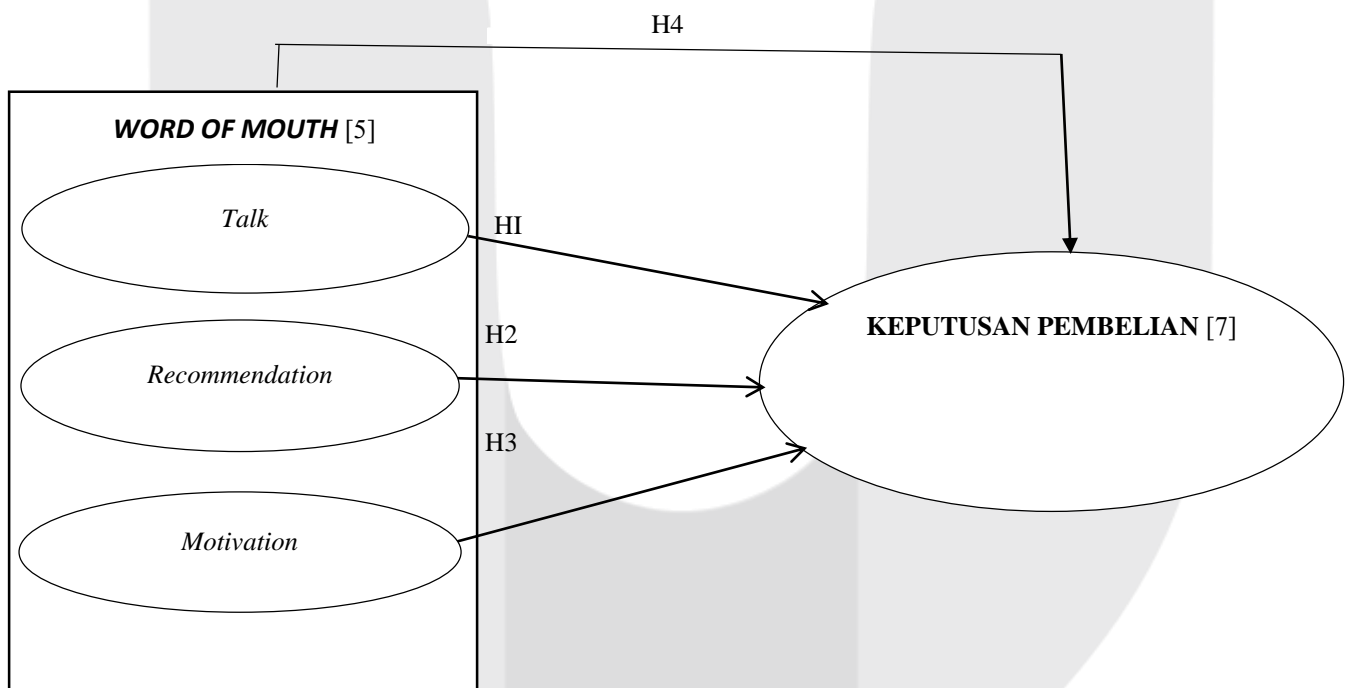 H4
WORD OF MOUTH [5]
Talk
HI
H2
KEPUTUSAN PEMBELIAN [7]
Recommendation
H3
Motivation